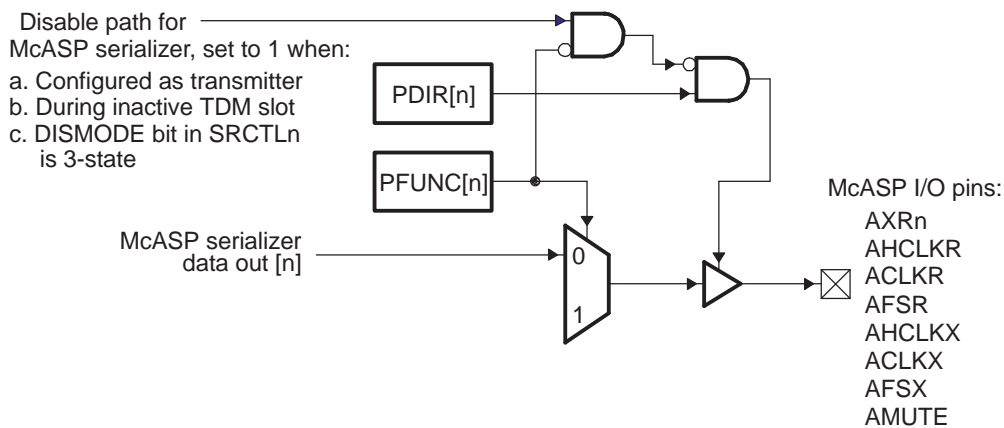 Disable path for
McASP serializer, set to 1 when:
a. Configured as transmitter
b. During inactive TDM slot
c. DISMODE bit in SRCTLn
is 3-state
PDIR[n]
PFUNC[n]
McASP serializer
data out [n]
0
1
McASP I/O pins:
AXRn
AHCLKR
ACLKR
AFSR
AHCLKX
ACLKX
AFSX
AMUTE